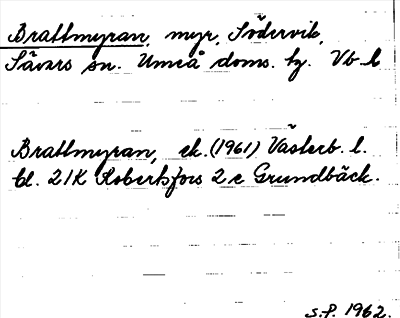 Brattmyran, myr, Södervik,
Sävars sn. Umeå doms. hg. Vb l
Brattmyran, ek. (1961) Västerb. l.
bl. 21K Robertsfors 2 c Grundbäck.
S.P. 1962.